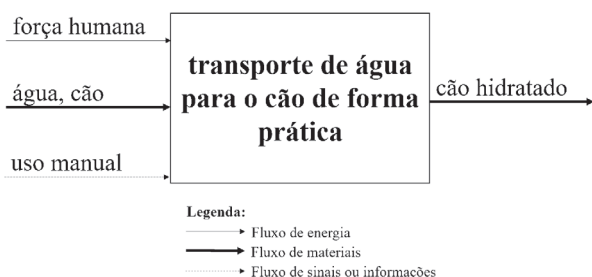 força humana
transporte de água
para o cão de forma
prática
água, cão
cão hidratado
uso manual
Legenda:
Fluxo de energia
Fluxo de materiais
Fluxo de sinais ou informações